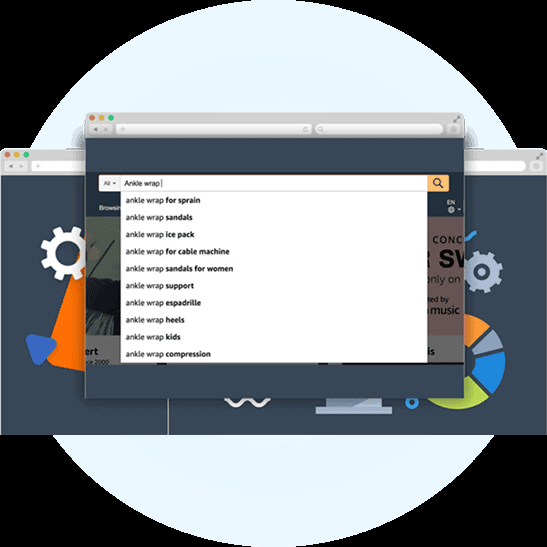 All Ankle wrap
ankle wrap for sprain
Browsin
EN
ankle wrap sandals
ankle wrap ice pack
CONC
ankle wrap for cable machine
R SW
ankle wrap sandals for women
only on
ankle wrap support
ted by
ankle wrap espadrille
music
ankle wrap heels
ankle wrap kids
ert
is
ankle wrap compression
ce 2000